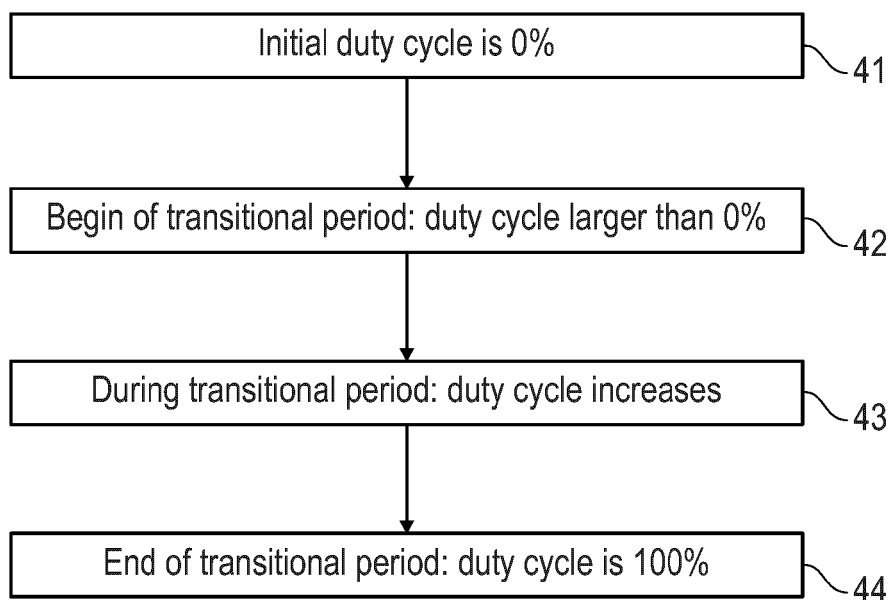 Initial duty cycle is 0%
41
Begin of transitional period: duty cycle larger than 0%
42
During transitional period: duty cycle increases
43
End of transitional period: duty cycle is 100%
44